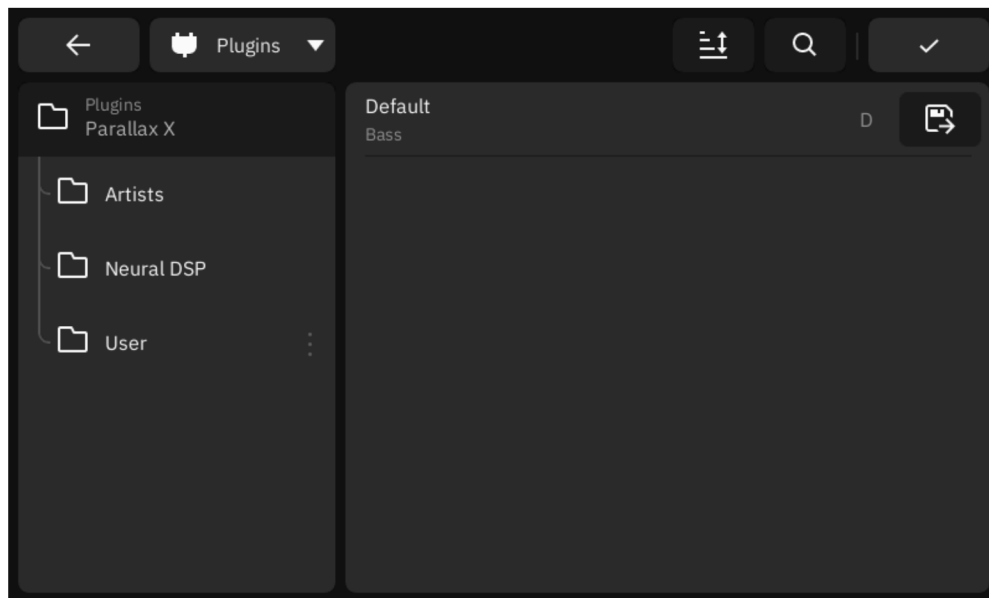 Plugins
Plugins
Parallax X
Artists
Neural DSP
User
Default
Bass
D